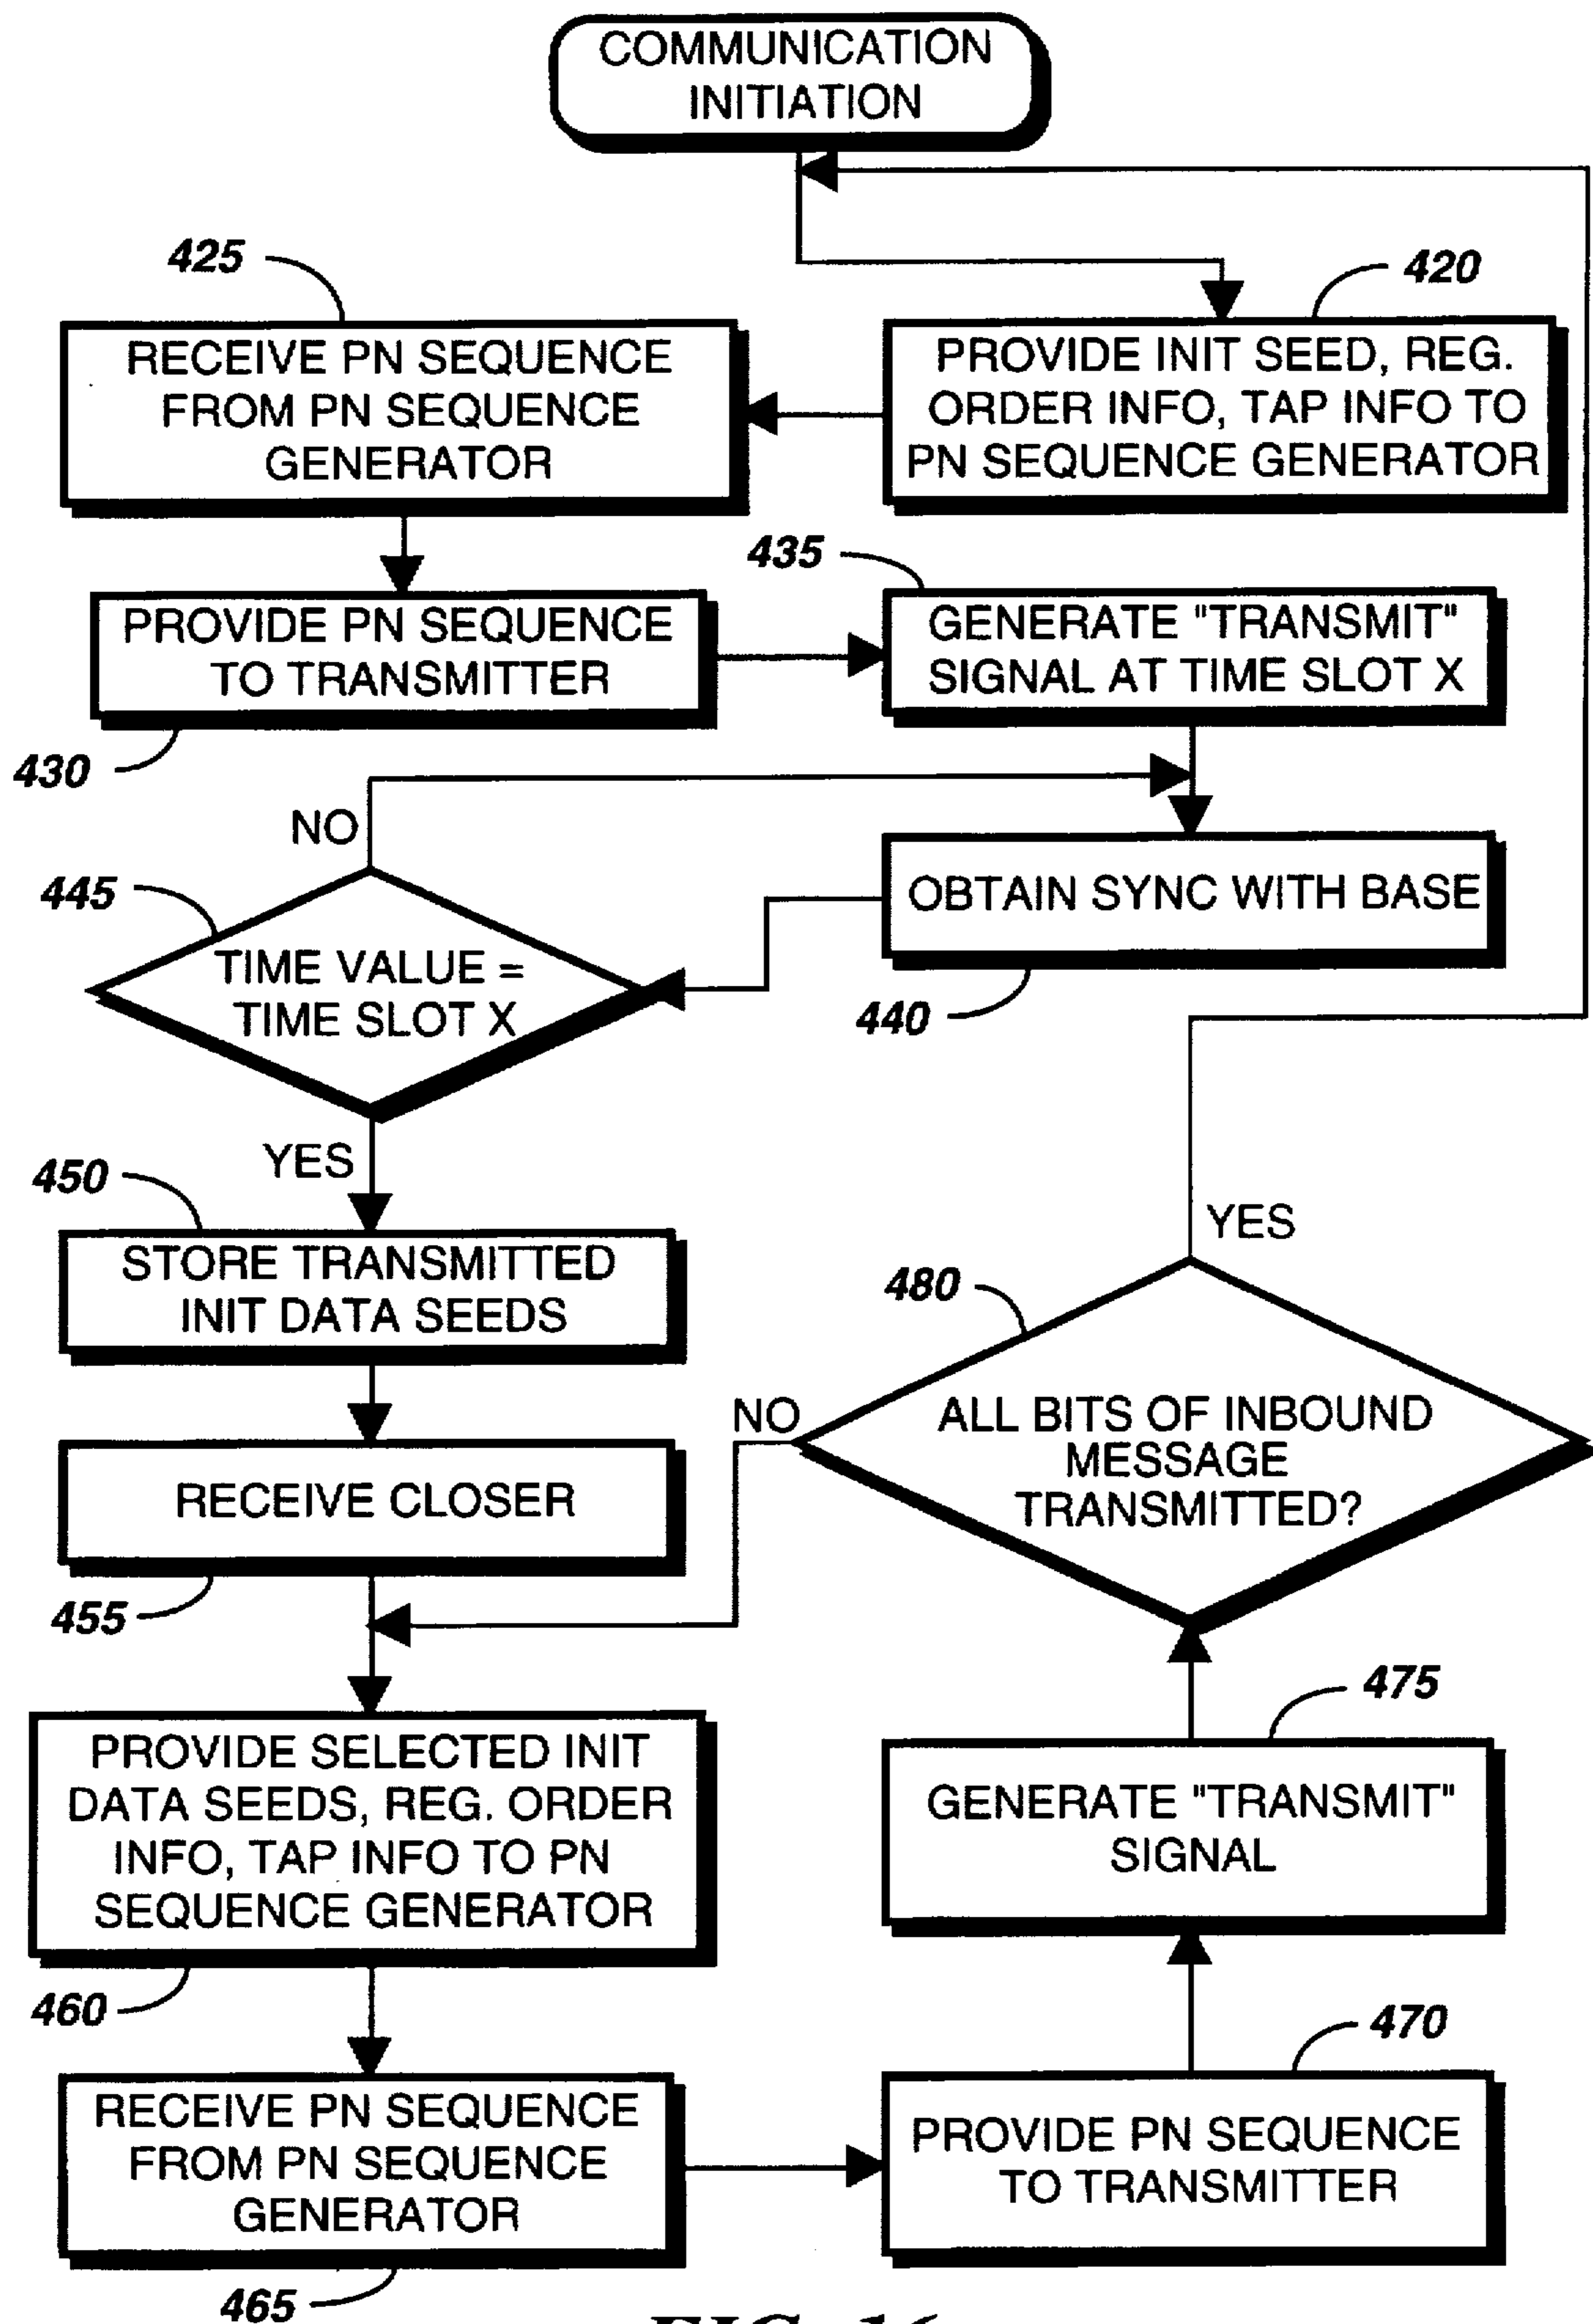 COMMUNICATION
INITIATION
425
420
RECEIVE PN SEQUENCE
FROM PN SEQUENCE
GENERATOR
PROVIDE INIT SEED, REG.
ORDER INFO, TAP INFO TO
PN SEQUENCE GENERATOR
435
PROVIDE PN SEQUENCE
TO TRANSMITTER
GENERATE "TRANSMIT"
SIGNAL AT TIME SLOT X
430
NO
445
OBTAIN SYNC WITH BASE
TIME VALUE =
TIME SLOT X
440
YES
450
STORE TRANSMITTED
INIT DATA SEEDS
YES
480
NO
ALL BITS OF INBOUND
MESSAGE
TRANSMITTED?
RECEIVE CLOSER
455
475
PROVIDE SELECTED INIT
DATA SEEDS, REG. ORDER
INFO, TAP INFO TO PN
SEQUENCE GENERATOR
GENERATE "TRANSMIT"
SIGNAL
460
470
RECEIVE PN SEQUENCE
FROM PN SEQUENCE
GENERATOR
PROVIDE PN SEQUENCE
TO TRANSMITTER
465